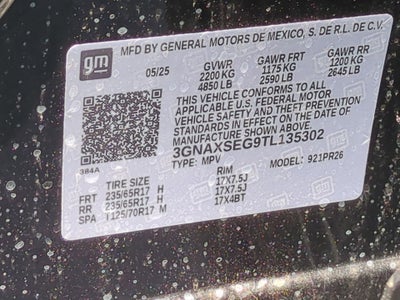 gm
MFD BY GENERAL MOTORS DE MEXICO, S. DE R.L. DE C.V.
05/25 GVWR GAWR FRT GAWR RR
2200 KG 1175 KG 1200 KG
4850 LB 2590 LB 2645 LB
THIS VEHICLE CONFORMS TO ALL
APPLICABLE U.S. FEDERAL MOTOR
VEHICLE SAFETY AND THEFT PREVENTION
STANDARDS IN EFFECT ON THE DATE OF
MANUFACTURE SHOWN ABOVE.
3GNAXSEG9TL135302
384A TYPE: MPV MODEL: 921PR26
TIRE SIZE RIM
FRT 235/65R17 H 17X7.5J
RR 235/65R17 H 17X7.5J
SPA T125/70R17 M 17X4BT